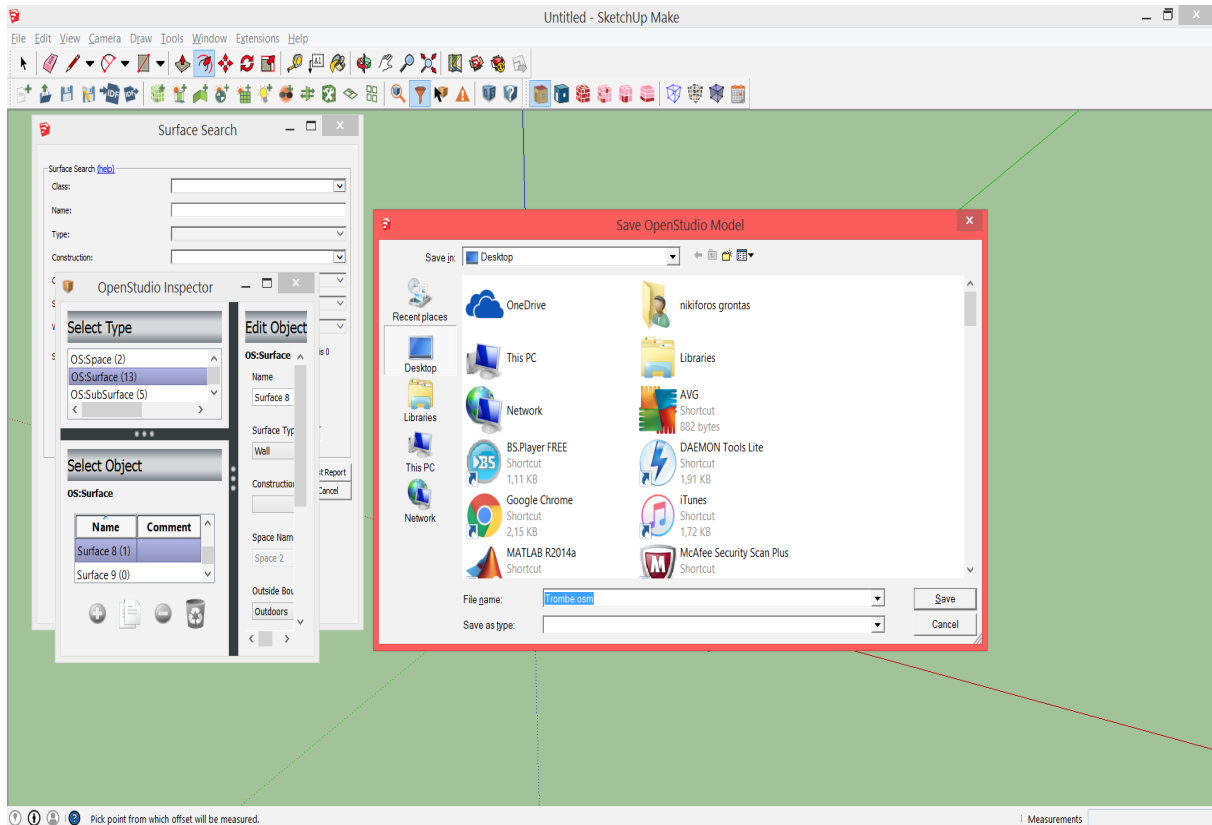 Untitled - SketchUp Make
File Edit View Camera Draw Tools Window Extensions Help
Surface Search
Surface Search (help)
Class:
Name:
Type:
Construction:
OpenStudio Inspector
Select Type
OS:Space (2)
OS:Surface (13)
OS:SubSurface (5)
Select Object
OS:Surface
Name Comment
Surface 8 (1)
Surface 9 (0)
Edit Object
OS:Surface
Name
Surface 8
Surface Typ
Wall
Construction
Space Nam
Space 2
Outside Bou
Outdoors
is 0
t Report
Cancel
Save OpenStudio Model
Save in: Desktop
Recent places
Desktop
Libraries
This PC
Network
OneDrive
nikiforos grontas
This PC
Libraries
Network
AVG
Shortcut
882 bytes
BS.Player FREE
Shortcut
1,11 KB
DAEMON Tools Lite
Shortcut
1,91 KB
Google Chrome
Shortcut
2,15 KB
iTunes
Shortcut
1,72 KB
MATLAB R2014a
Shortcut
McAfee Security Scan Plus
Shortcut
File name: Trombe.osm
Save
Save as type:
Cancel
Pick point from which offset will be measured.
Measurements